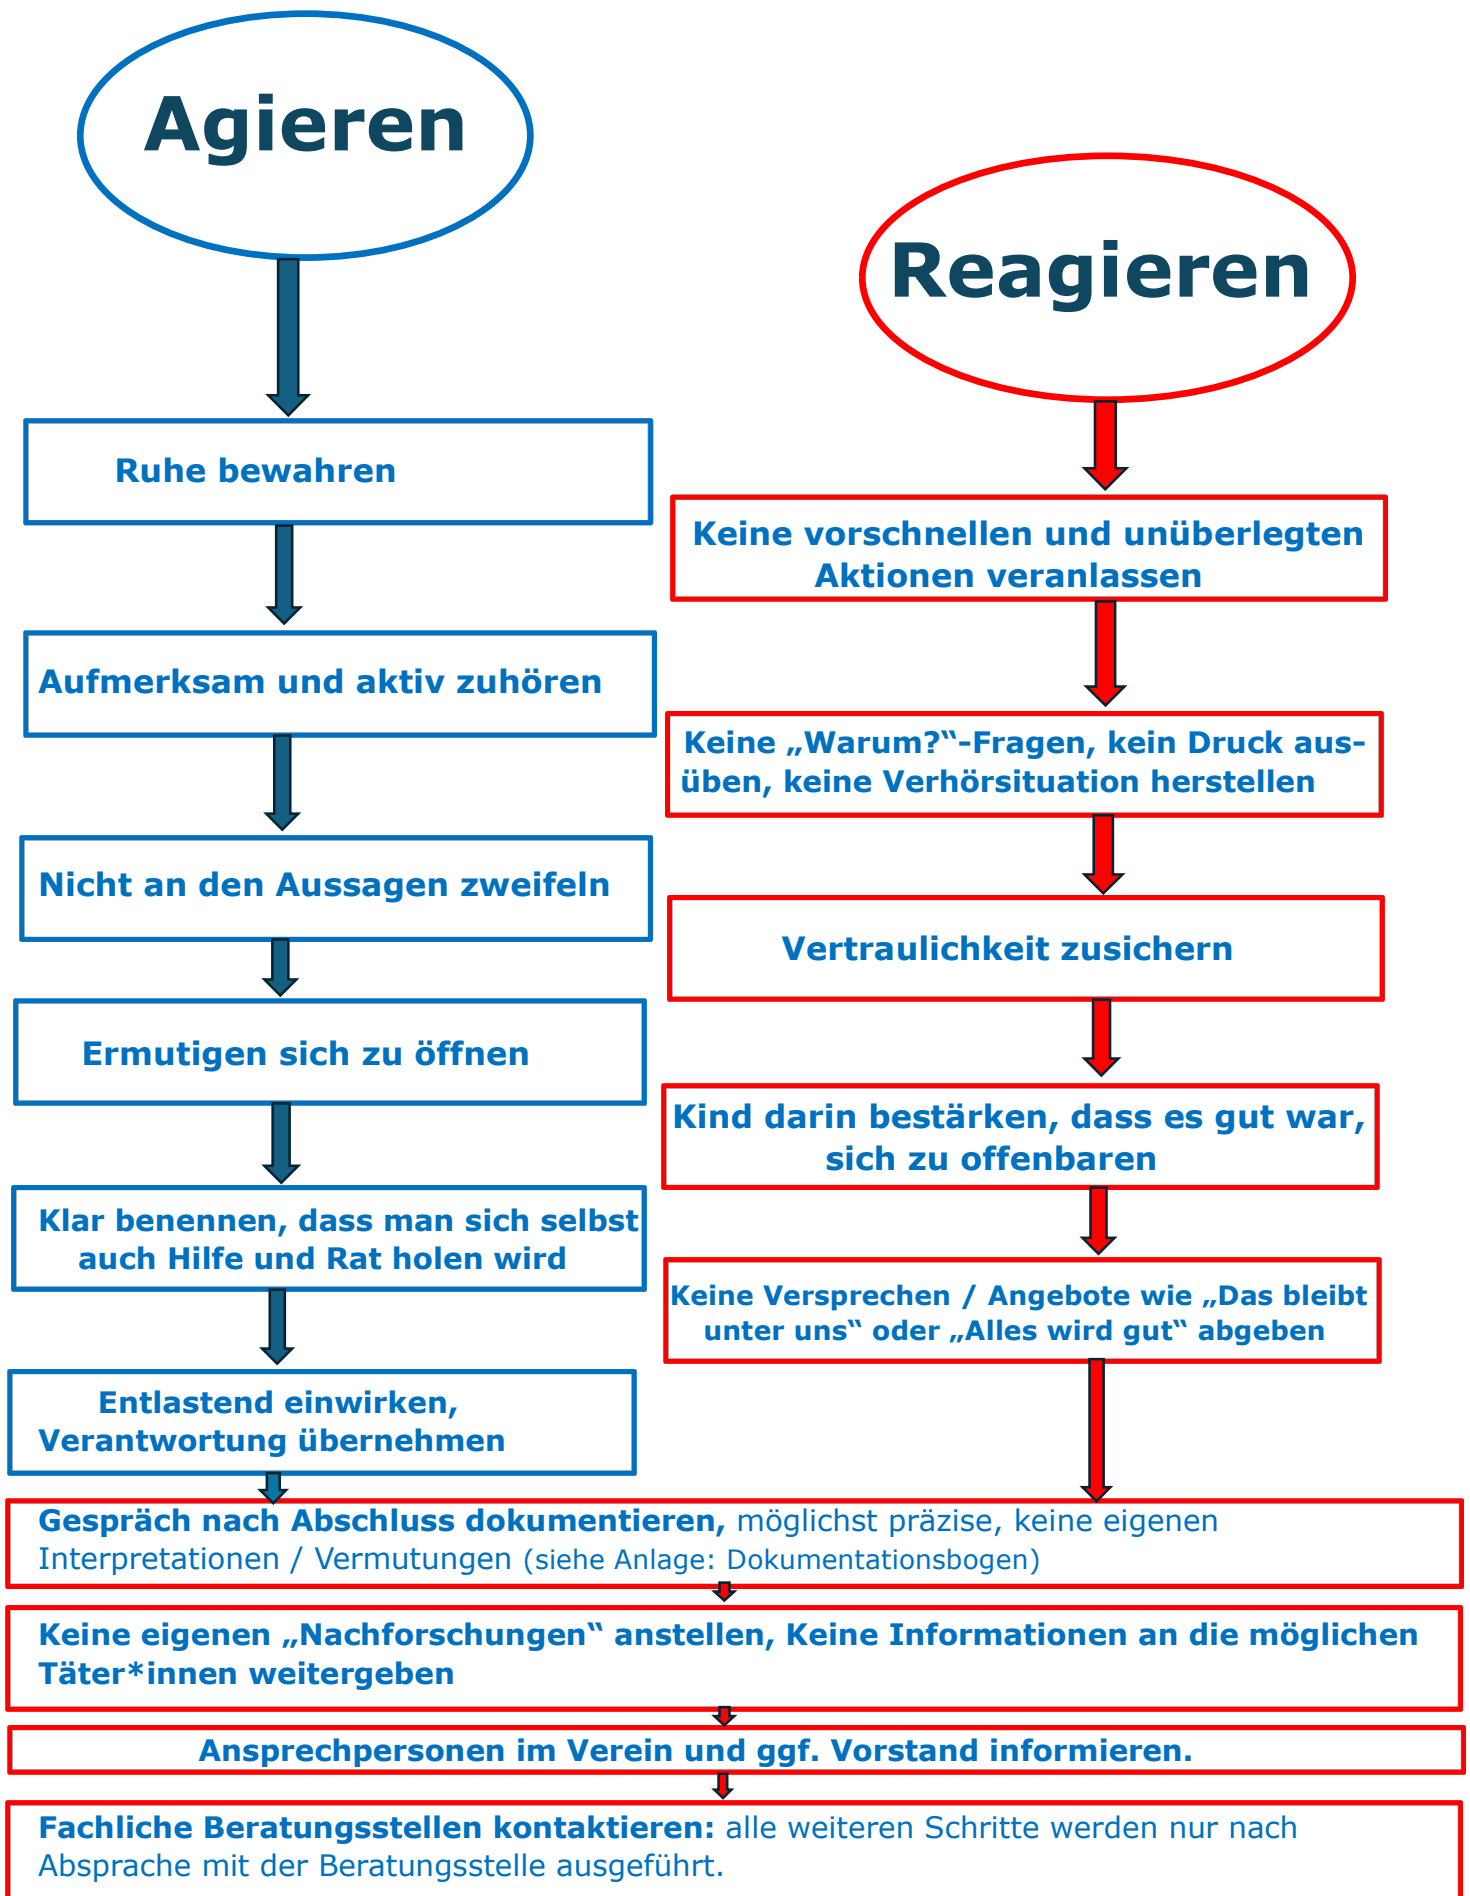 Agieren
Ruhe bewahren
Aufmerksam und aktiv zuhören
Nicht an den Aussagen zweifeln
Ermutigen sich zu öffnen
Klar benennen, dass man sich selbst
auch Hilfe und Rat holen wird
Entlastend einwirken,
Verantwortung übernehmen
Reagieren
Keine vorschnellen und unüberlegten
Aktionen veranlassen
Keine „Warum?“-Fragen, kein Druck aus-
üben, keine Verhörsituation herstellen
Vertraulichkeit zusichern
Kind darin bestärken, dass es gut war,
sich zu offenbaren
Keine Versprechen / Angebote wie „Das bleibt
unter uns“ oder „Alles wird gut“ abgeben
Gespräch nach Abschluss dokumentieren, möglichst präzise, keine eigenen
Interpretationen / Vermutungen (siehe Anlage: Dokumentationsbogen)
Keine eigenen „Nachforschungen“ anstellen, Keine Informationen an die möglichen
Täter*innen weitergeben
Ansprechpersonen im Verein und ggf. Vorstand informieren.
Fachliche Beratungsstellen kontaktieren: alle weiteren Schritte werden nur nach
Absprache mit der Beratungsstelle ausgeführt.